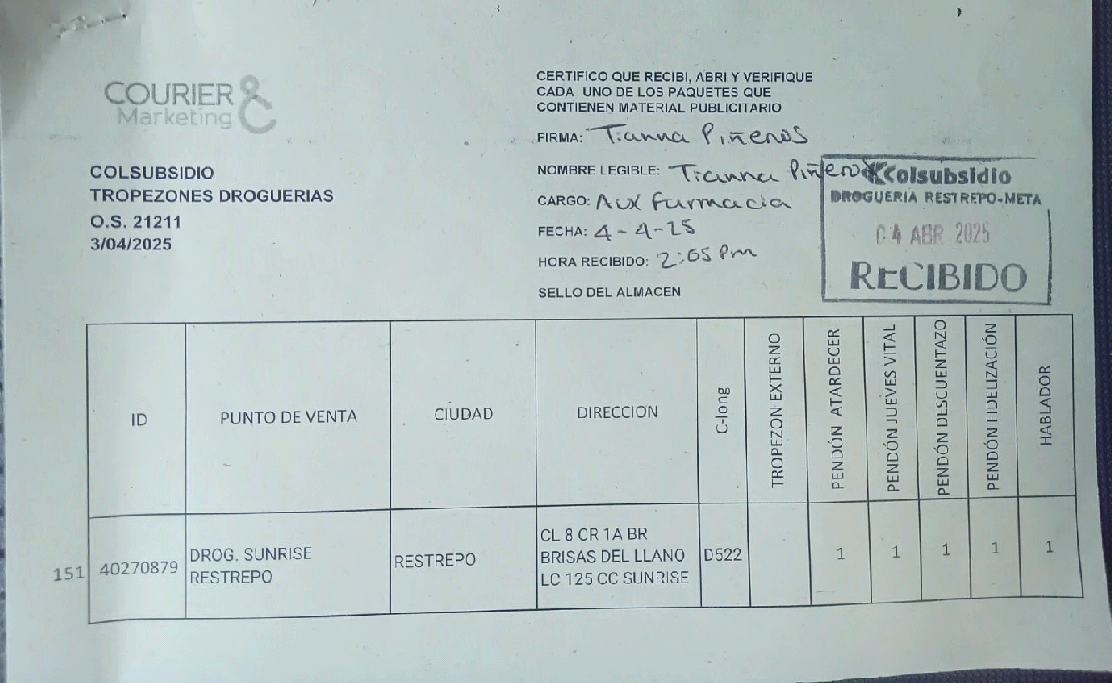 COURIER &
Marketing
COLSUBSIDIO
TROPEZONES DROGUERIAS
O.S. 21211
3/04/2025
CERTIFICO QUE RECIBI, ABRI Y VERIFIQUE
CADA UNO DE LOS PAQUETES QUE
CONTIENEN MATERIAL PUBLICITARIO
FIRMA: Tianna Piñeros
NOMBRE LEGIBLE: Tianna Piñeros
CARGO: Aux farmacia
FECHA: 4-4-25
HORA RECIBIDO: 2:05 Pm
SELLO DEL ALMACEN
Colsubsidio
DROGUERIA RESTREPO-META
04 ABR 2025
RECIBIDO
ID PUNTO DE VENTA CIUDAD DIRECCION C-long TROPEZON EXTERNO PENDÓN ATARDECER PENDÓN JUEVES VITAL PENDÓN DESCUENTAZO PENDÓN FIDELIZACIÓN HABLADOR
151 40270879 DROG. SUNRISE RESTREPO CL 8 CR 1A BR D522 1 1 1 1 1
RESTREPO BRISAS DEL LLANO
LC 125 CC SUNRISE